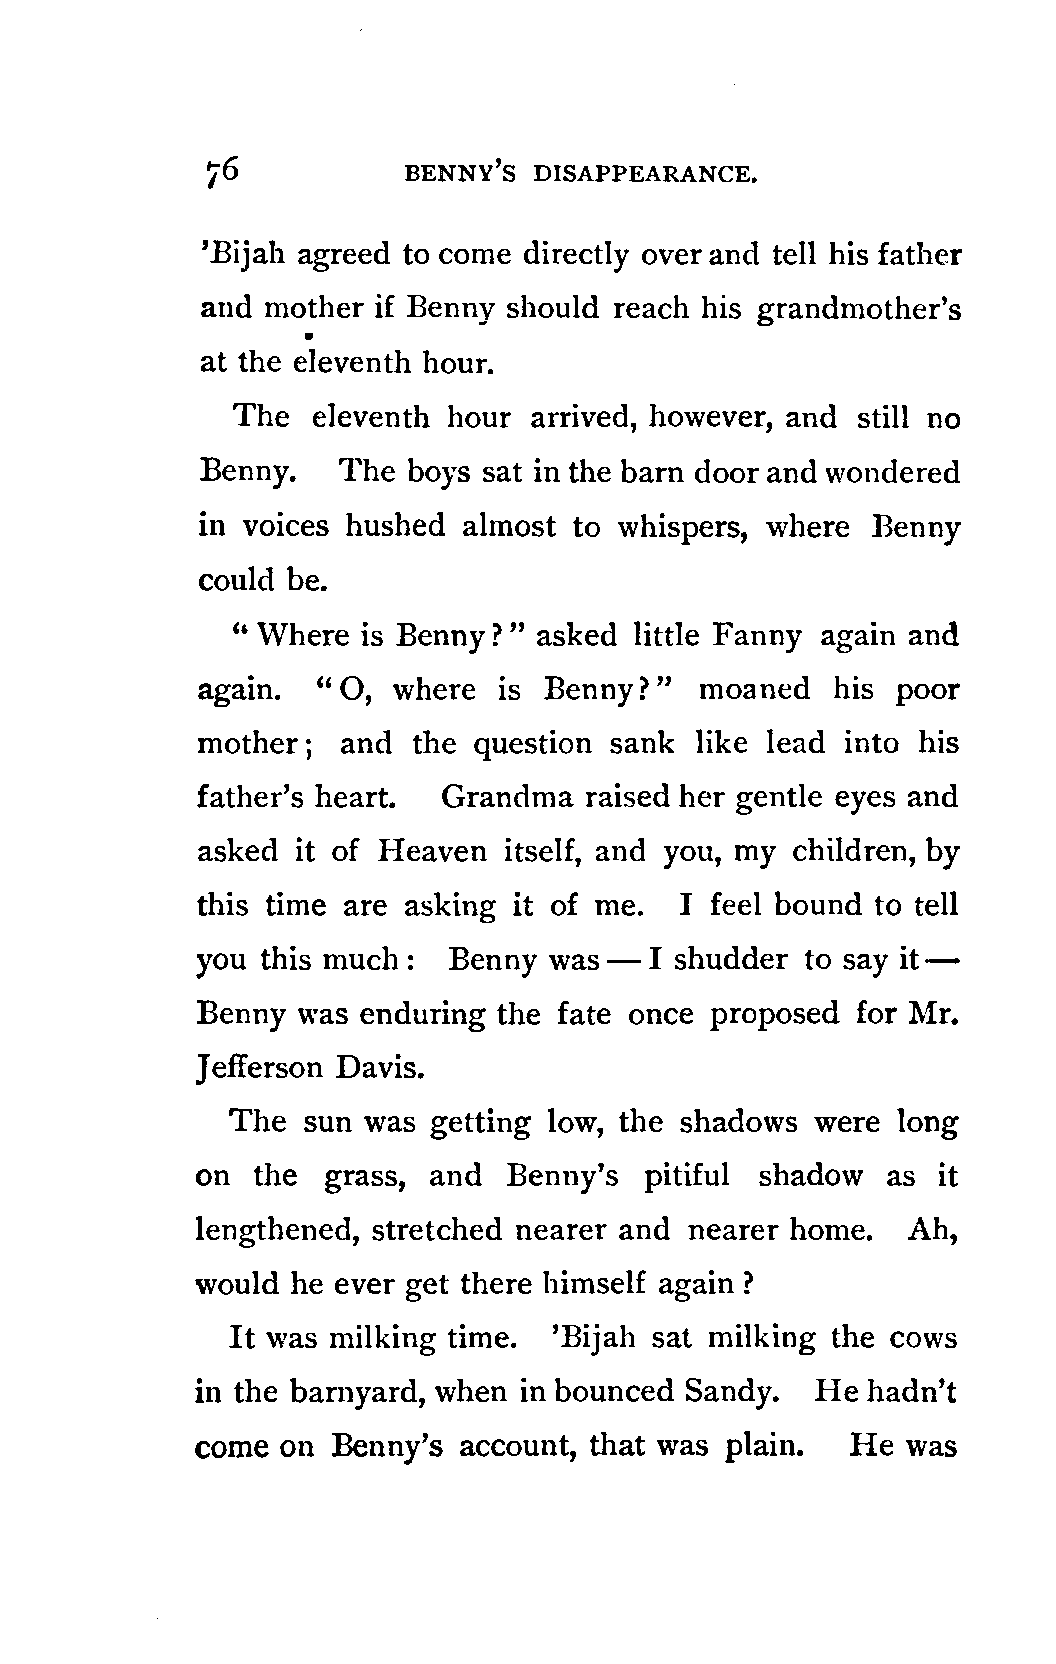 76 BENNY'S DISAPPEARANCE.
'Bijah agreed to come directly over and tell his father
and mother if Benny should reach his grandmother's
at the eleventh hour.
The eleventh hour arrived, however, and still no
Benny. The boys sat in the barn door and wondered
in voices hushed almost to whispers, where Benny
could be.
"Where is Benny?" asked little Fanny again and
again. "O, where is Benny?" moaned his poor
mother; and the question sank like lead into his
father's heart. Grandma raised her gentle eyes and
asked it of Heaven itself, and you, my children, by
this time are asking it of me. I feel bound to tell
you this much: Benny was — I shudder to say it —
Benny was enduring the fate once proposed for Mr.
Jefferson Davis.
The sun was getting low, the shadows were long
on the grass, and Benny's pitiful shadow as it
lengthened, stretched nearer and nearer home. Ah,
would he ever get there himself again?
It was milking time. 'Bijah sat milking the cows
in the barnyard, when in bounced Sandy. He hadn't
come on Benny's account, that was plain. He was